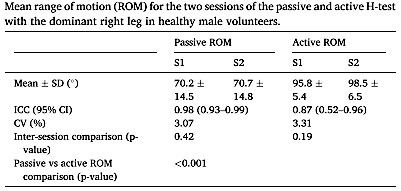 Mean range of motion (ROM) for the two sessions of the passive and active H-test
with the dominant right leg in healthy male volunteers.
Passive ROM Active ROM
S1 S2 S1 S2
Mean ± SD (°) 70.2 ± 70.7 ± 95.8 ± 98.5 ±
14.5 14.8 5.4 6.5
ICC (95% CI) 0.98 (0.93–0.99) 0.87 (0.52–0.96)
CV (%) 3.07 3.31
Inter-session comparison (p- 0.42 0.19
value)
Passive vs active ROM <0.001
comparison (p-value)